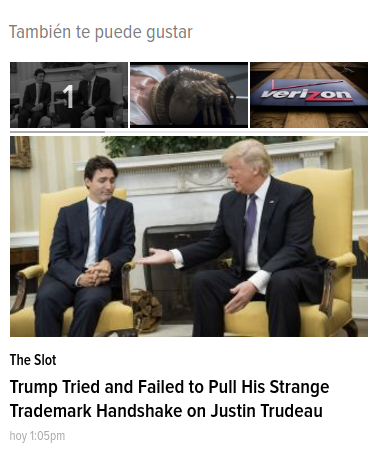 También te puede gustar
1
verizon
The Slot
Trump Tried and Failed to Pull His Strange
Trademark Handshake on Justin Trudeau
hoy 1:05pm